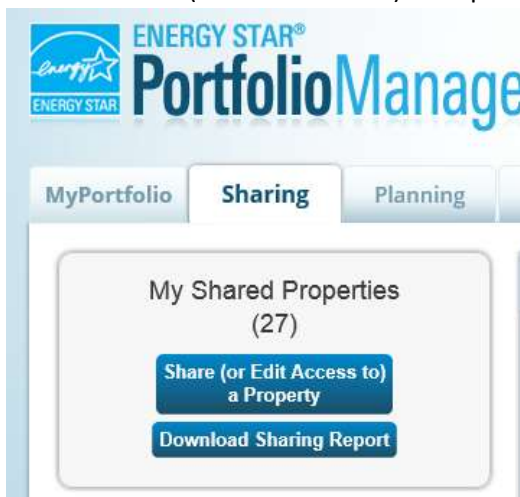 energy
ENERGY STAR
ENERGY STAR®
PortfolioManage
MyPortfolio Sharing Planning
My Shared Properties
(27)
Share (or Edit Access to)
a Property
Download Sharing Report